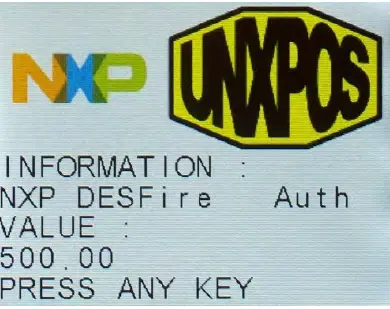 NXP UNXPOS
INFORMATION :
NXP DESFire Auth
VALUE :
500.00
PRESS ANY KEY